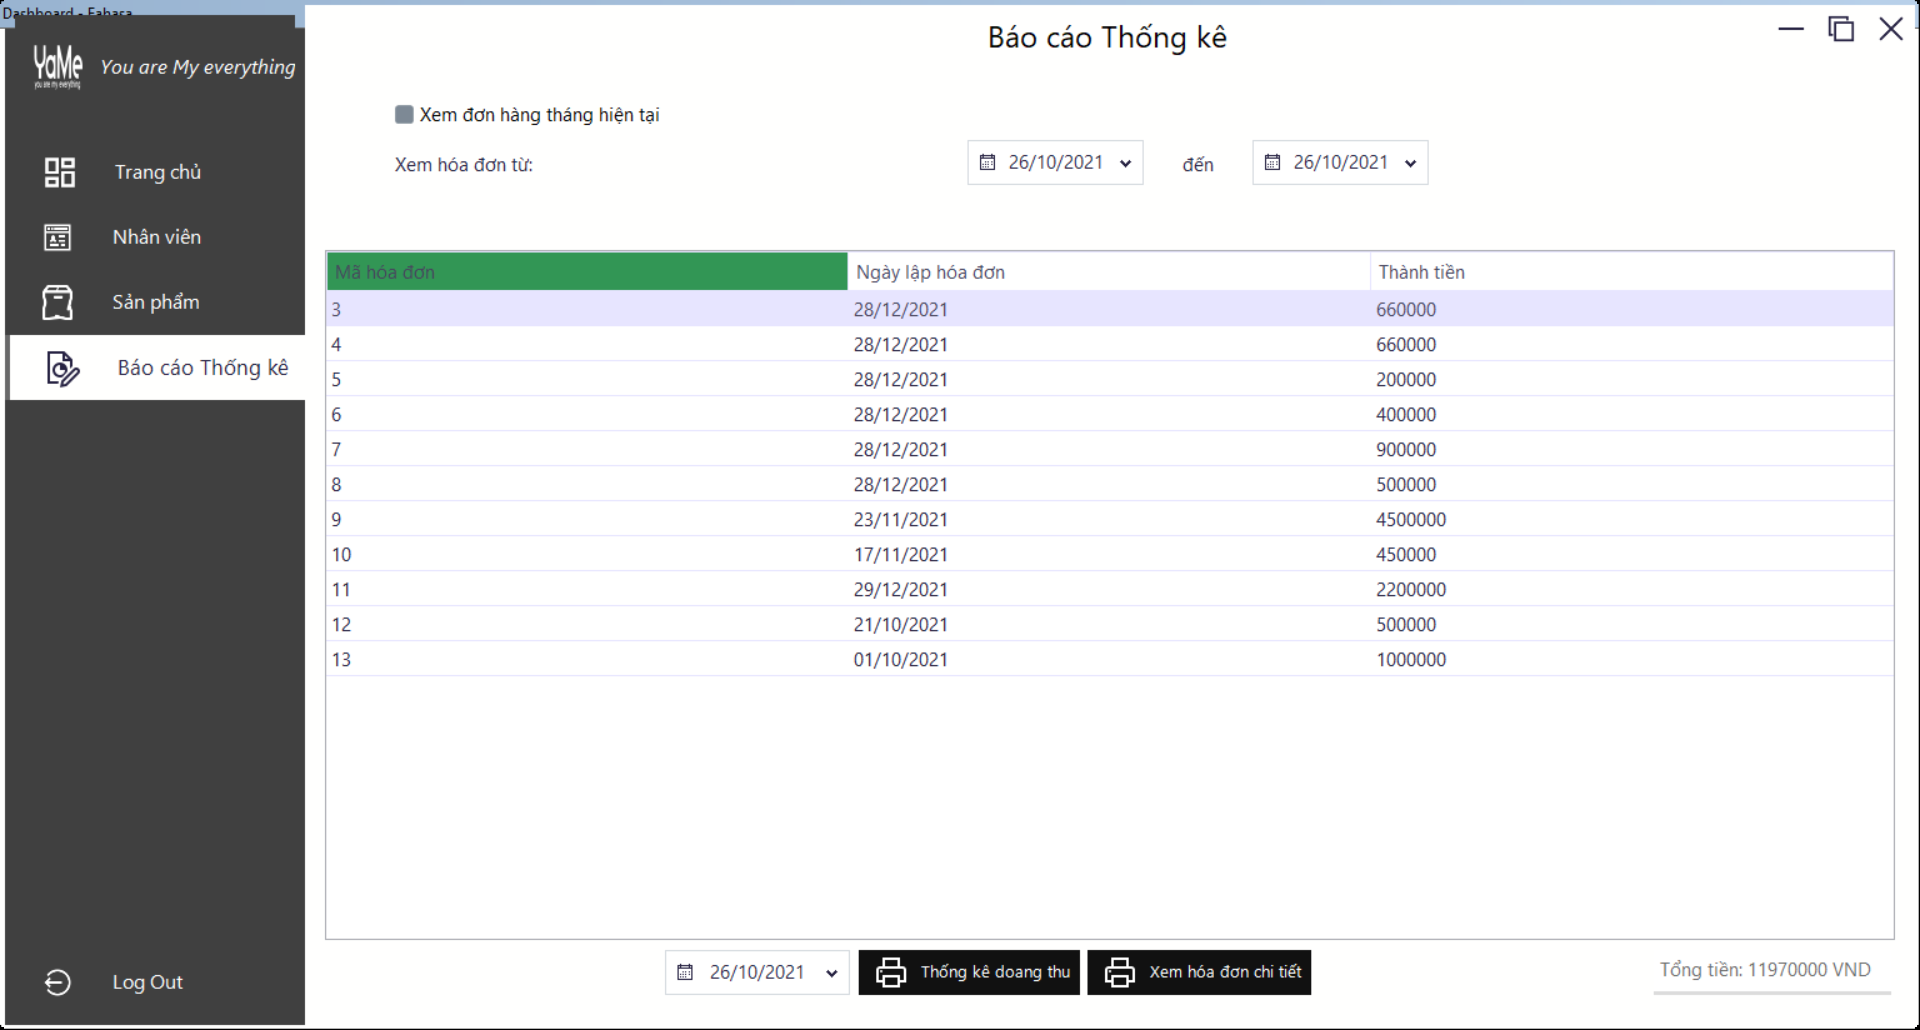 Dashboard - Fahasa
YaMe
you are my everything
You are My everything
Trang chủ
Nhân viên
Sản phẩm
Báo cáo Thống kê
Log Out
Báo cáo Thống kê
Xem đơn hàng tháng hiện tại
Xem hóa đơn từ: 26/10/2021 đến 26/10/2021
Mã hóa đơn Ngày lập hóa đơn Thành tiền
3 28/12/2021 660000
4 28/12/2021 660000
5 28/12/2021 200000
6 28/12/2021 400000
7 28/12/2021 900000
8 28/12/2021 500000
9 23/11/2021 4500000
10 17/11/2021 450000
11 29/12/2021 2200000
12 21/10/2021 500000
13 01/10/2021 1000000
26/10/2021 Thống kê doang thu Xem hóa đơn chi tiết Tổng tiền: 11970000 VND